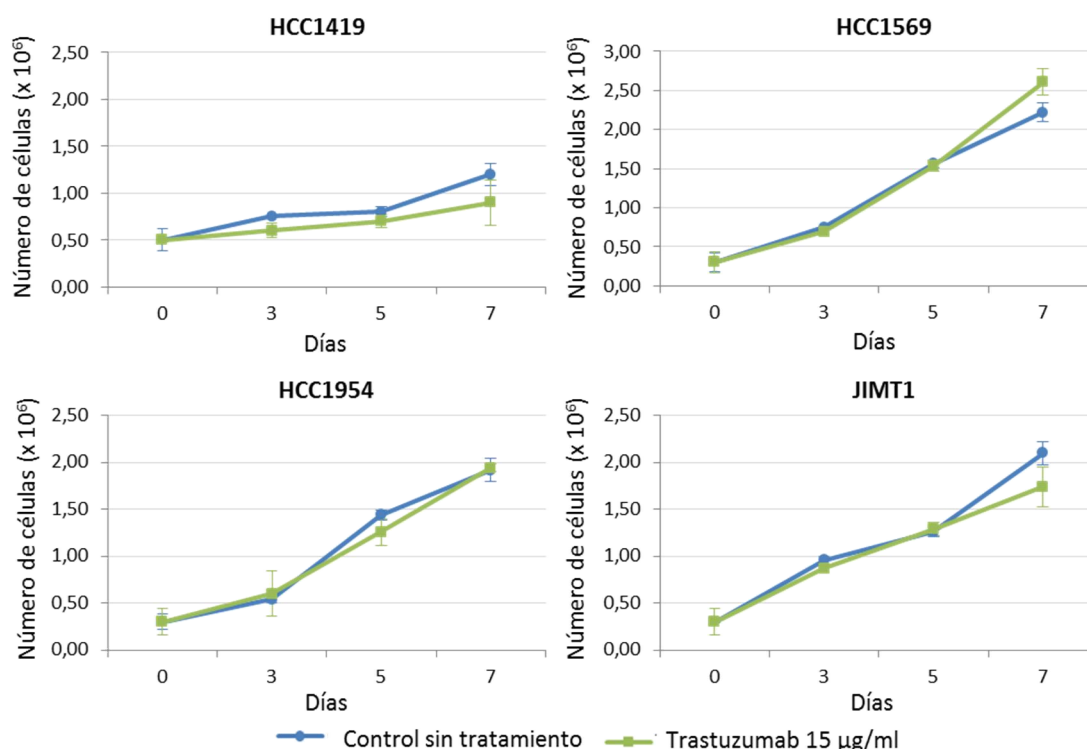 HCC1419
Número de células (x 10⁶)
2,50
2,00
1,50
1,00
0,50
0,00
0 3 5 7
Días
HCC1569
Número de células (x 10⁶)
3,00
2,50
2,00
1,50
1,00
0,50
0,00
0 3 5 7
Días
HCC1954
Número de células (x 10⁶)
2,50
2,00
1,50
1,00
0,50
0,00
0 3 5 7
Días
JIMT1
Número de células (x 10⁶)
2,50
2,00
1,50
1,00
0,50
0,00
0 3 5 7
Días
Control sin tratamiento Trastuzumab 15 µg/ml